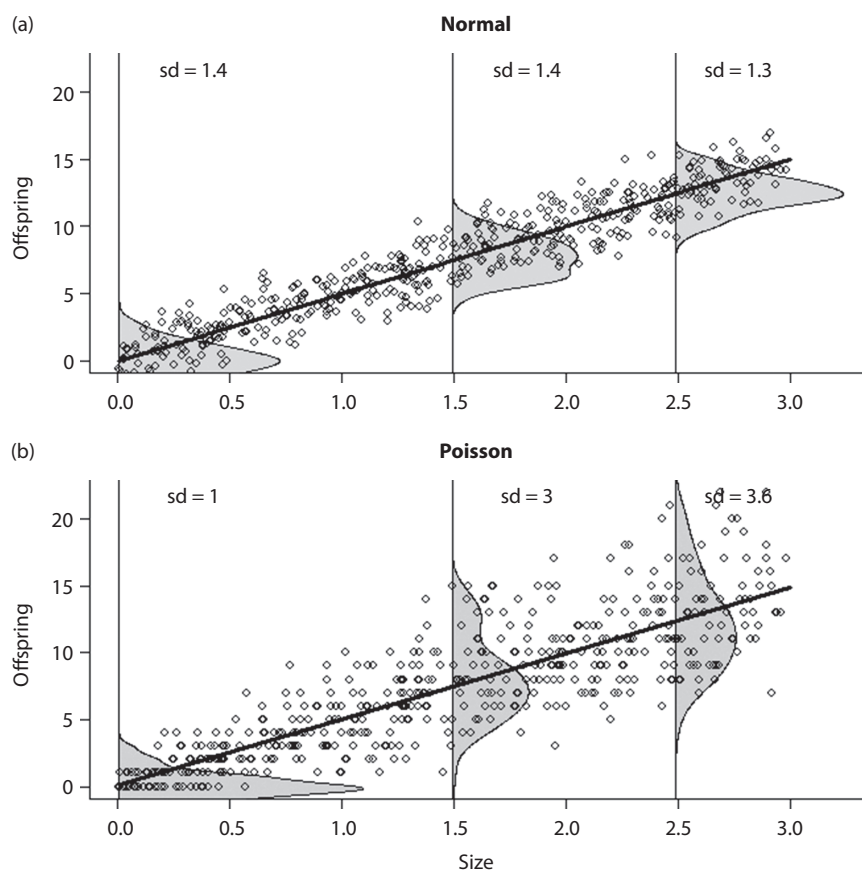 (a) Normal
sd = 1.4 sd = 1.4 sd = 1.3
20
15
10
5
0
Offspring
0.0 0.5 1.0 1.5 2.0 2.5 3.0
(b) Poisson
sd = 1 sd = 3 sd = 3.6
20
15
10
5
0
Offspring
0.0 0.5 1.0 1.5 2.0 2.5 3.0
Size